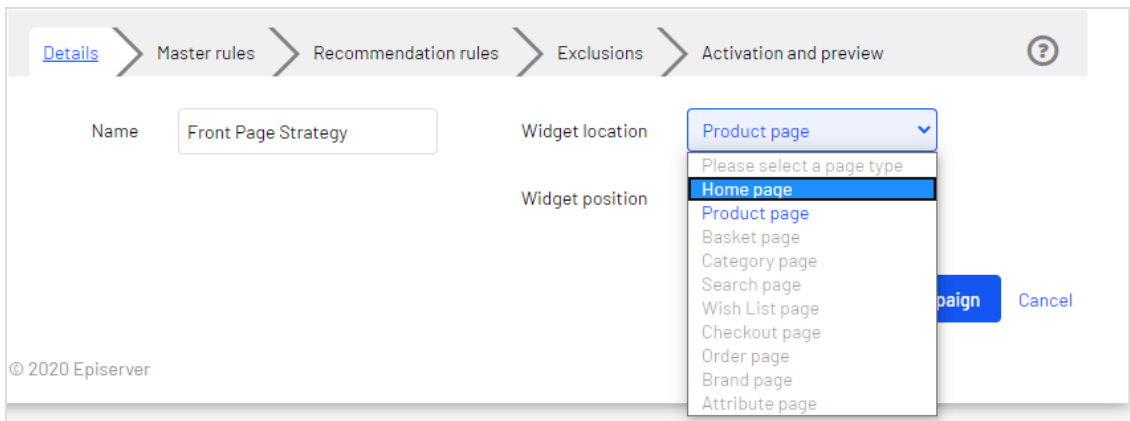 Details Master rules Recommendation rules Exclusions Activation and preview ?
Name Front Page Strategy Widget location Product page
Please select a page type
Home page
Widget position
Product page
Basket page
Category page
Search page
Wish List page
paign Cancel
Checkout page
Order page
© 2020 Episerver
Brand page
Attribute page